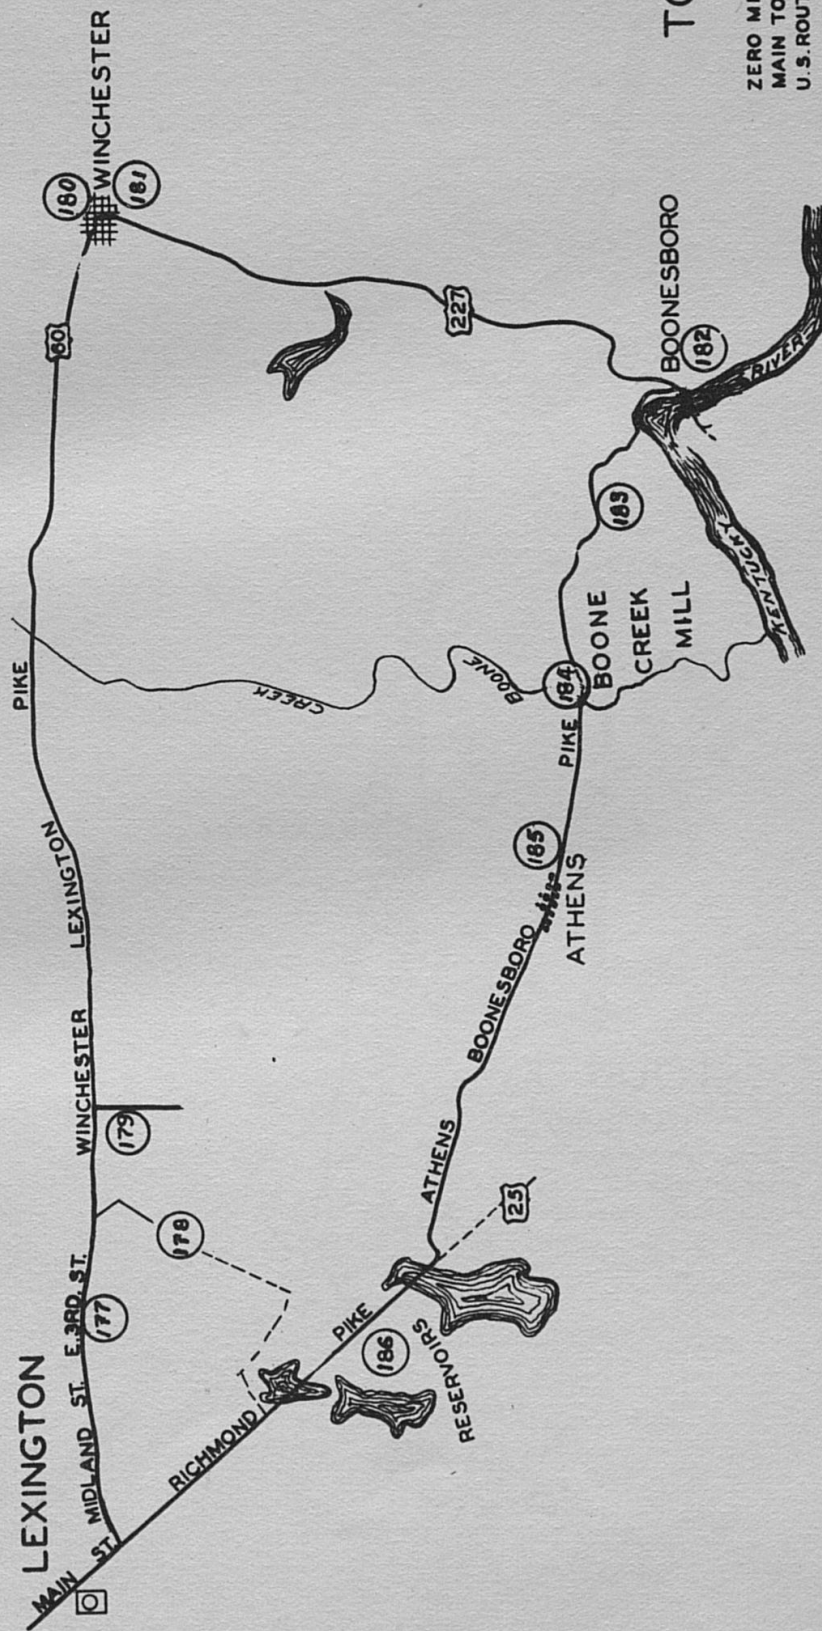 LEXINGTON
MAIN ST.
MIDLAND ST.
E. 3RD. ST.
WINCHESTER LEXINGTON PIKE
60
WINCHESTER
180
181
177
178
179
227
BOONESBORO
182
KENTUCKY RIVER
183
BOONE CREEK
184
BOONE
CREEK
MILL
185
ATHENS
ATHENS BOONESBORO PIKE
25
RICHMOND PIKE
186
RESERVOIRS
TO
ZERO MI
MAIN TO
U.S. ROUT